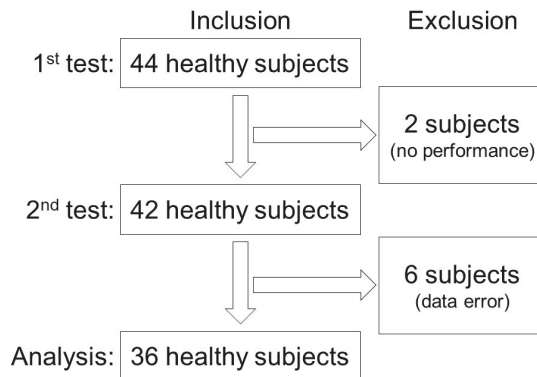 Inclusion Exclusion
1st test: 44 healthy subjects
2 subjects
(no performance)
2nd test: 42 healthy subjects
6 subjects
(data error)
Analysis: 36 healthy subjects